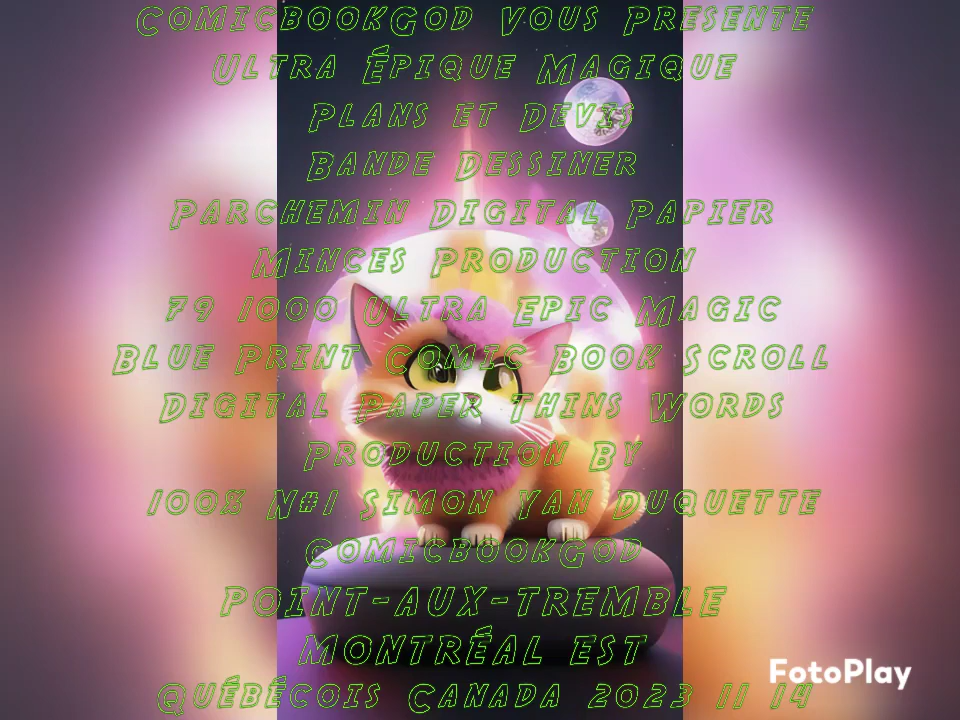 ComicbookGod Vous Presente
Ultra Épique Magique
Plans et Devis
Bande Dessiner
Parchemin Digital Papier
Minces Production
79 1000 Ultra Epic Magic
Blue Print Comic Book Scroll
Digital Paper Thins Words
Production By
100% N#1 Simon Yan Duquette
ComicbookGod
Point-aux-Tremble
Montréal Est
Québécois Canada 2023 11 14
FotoPlay